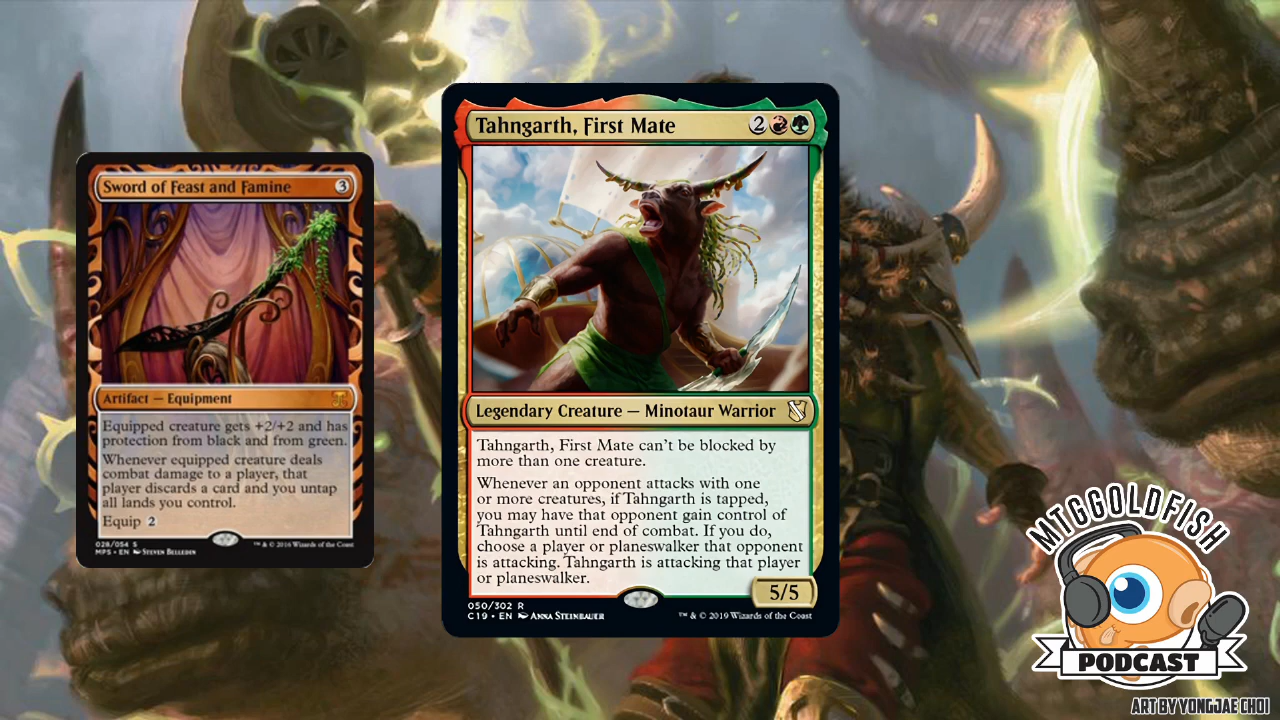 Sword of Feast and Famine 3
Artifact — Equipment
Equipped creature gets +2/+2 and has
protection from black and from green.
Whenever equipped creature deals
combat damage to a player, that
player discards a card and you untap
all lands you control.
Equip 2
028/054 S
MPS • EN Steven Belledin
™ & © 2016 Wizards of the Coast
Tahngarth, First Mate 2
Legendary Creature — Minotaur Warrior
Tahngarth, First Mate can't be blocked by
more than one creature.
Whenever an opponent attacks with one
or more creatures, if Tahngarth is tapped,
you may have that opponent gain control of
Tahngarth until end of combat. If you do,
choose a player or planeswalker that opponent
is attacking. Tahngarth is attacking that player
or planeswalker.
5/5
050/302 R
C19 • EN Anna Steinbauer
™ & © 2019 Wizards of the Coast
MTGGOLDFISH
PODCAST
ART BY YONGJAE CHOI